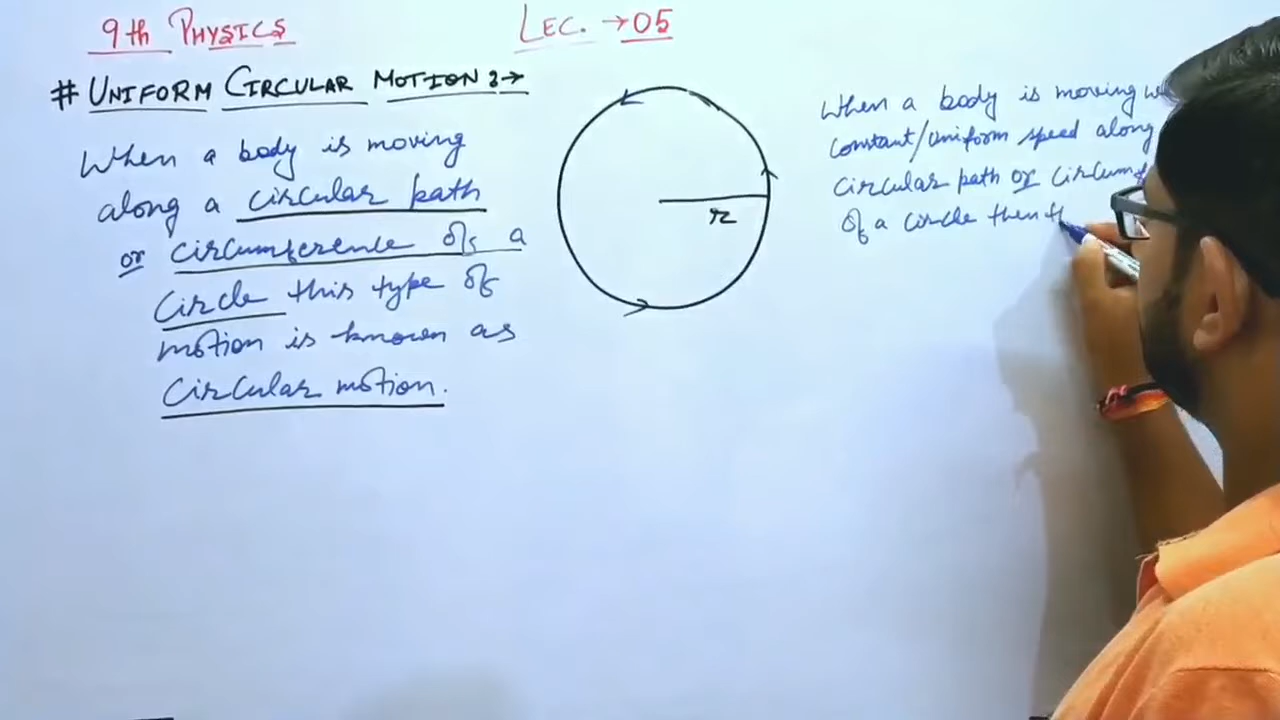 9th PHYSICS
LEC. → 05
# UNIFORM CIRCULAR MOTION :→
When a body is moving
along a circular path
or circumference of a
circle this type of
motion is known as
circular motion.
r
When a body is moving
constant/uniform speed along
circular path or
of a circle then